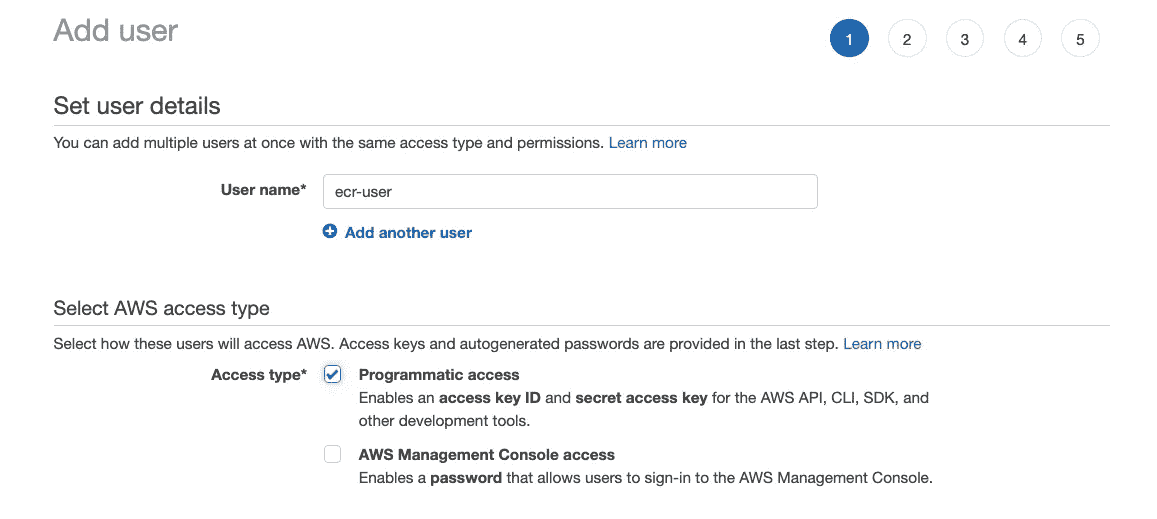 Add user
1 2 3 4 5
Set user details
You can add multiple users at once with the same access type and permissions. Learn more
User name* ecr-user
Add another user
Select AWS access type
Select how these users will access AWS. Access keys and autogenerated passwords are provided in the last step. Learn more
Access type* Programmatic access
Enables an access key ID and secret access key for the AWS API, CLI, SDK, and
other development tools.
AWS Management Console access
Enables a password that allows users to sign-in to the AWS Management Console.